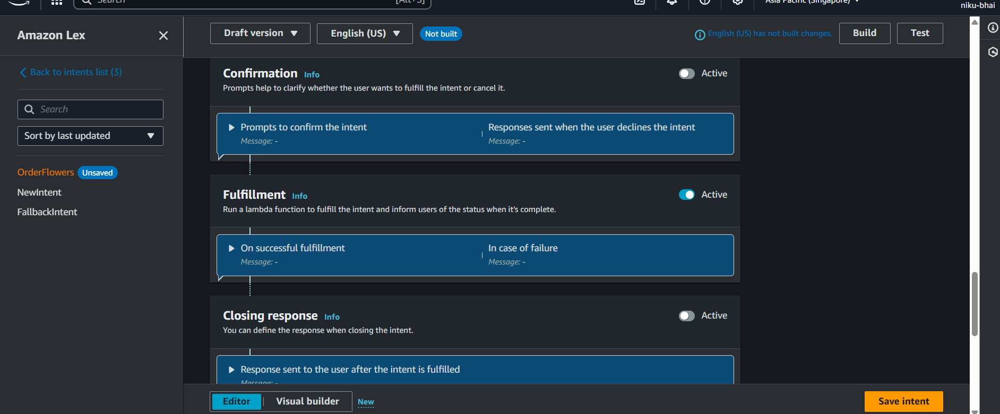 Search
[Alt+S]
Asia Pacific (Singapore)
niku-bhai
Amazon Lex
Draft version
English (US)
Not built
English (US) has not built changes.
Build
Test
Back to intents list (3)
Search
Sort by last updated
OrderFlowers
Unsaved
NewIntent
FallbackIntent
Confirmation Info
Active
Prompts help to clarify whether the user wants to fulfill the intent or cancel it.
Prompts to confirm the intent
Message: -
Responses sent when the user declines the intent
Message: -
Fulfillment Info
Active
Run a lambda function to fulfill the intent and inform users of the status when it's complete.
On successful fulfillment
Message: -
In case of failure
Message: -
Closing response Info
Active
You can define the response when closing the intent.
Response sent to the user after the intent is fulfilled
Message: -
Editor
Visual builder
New
Save intent